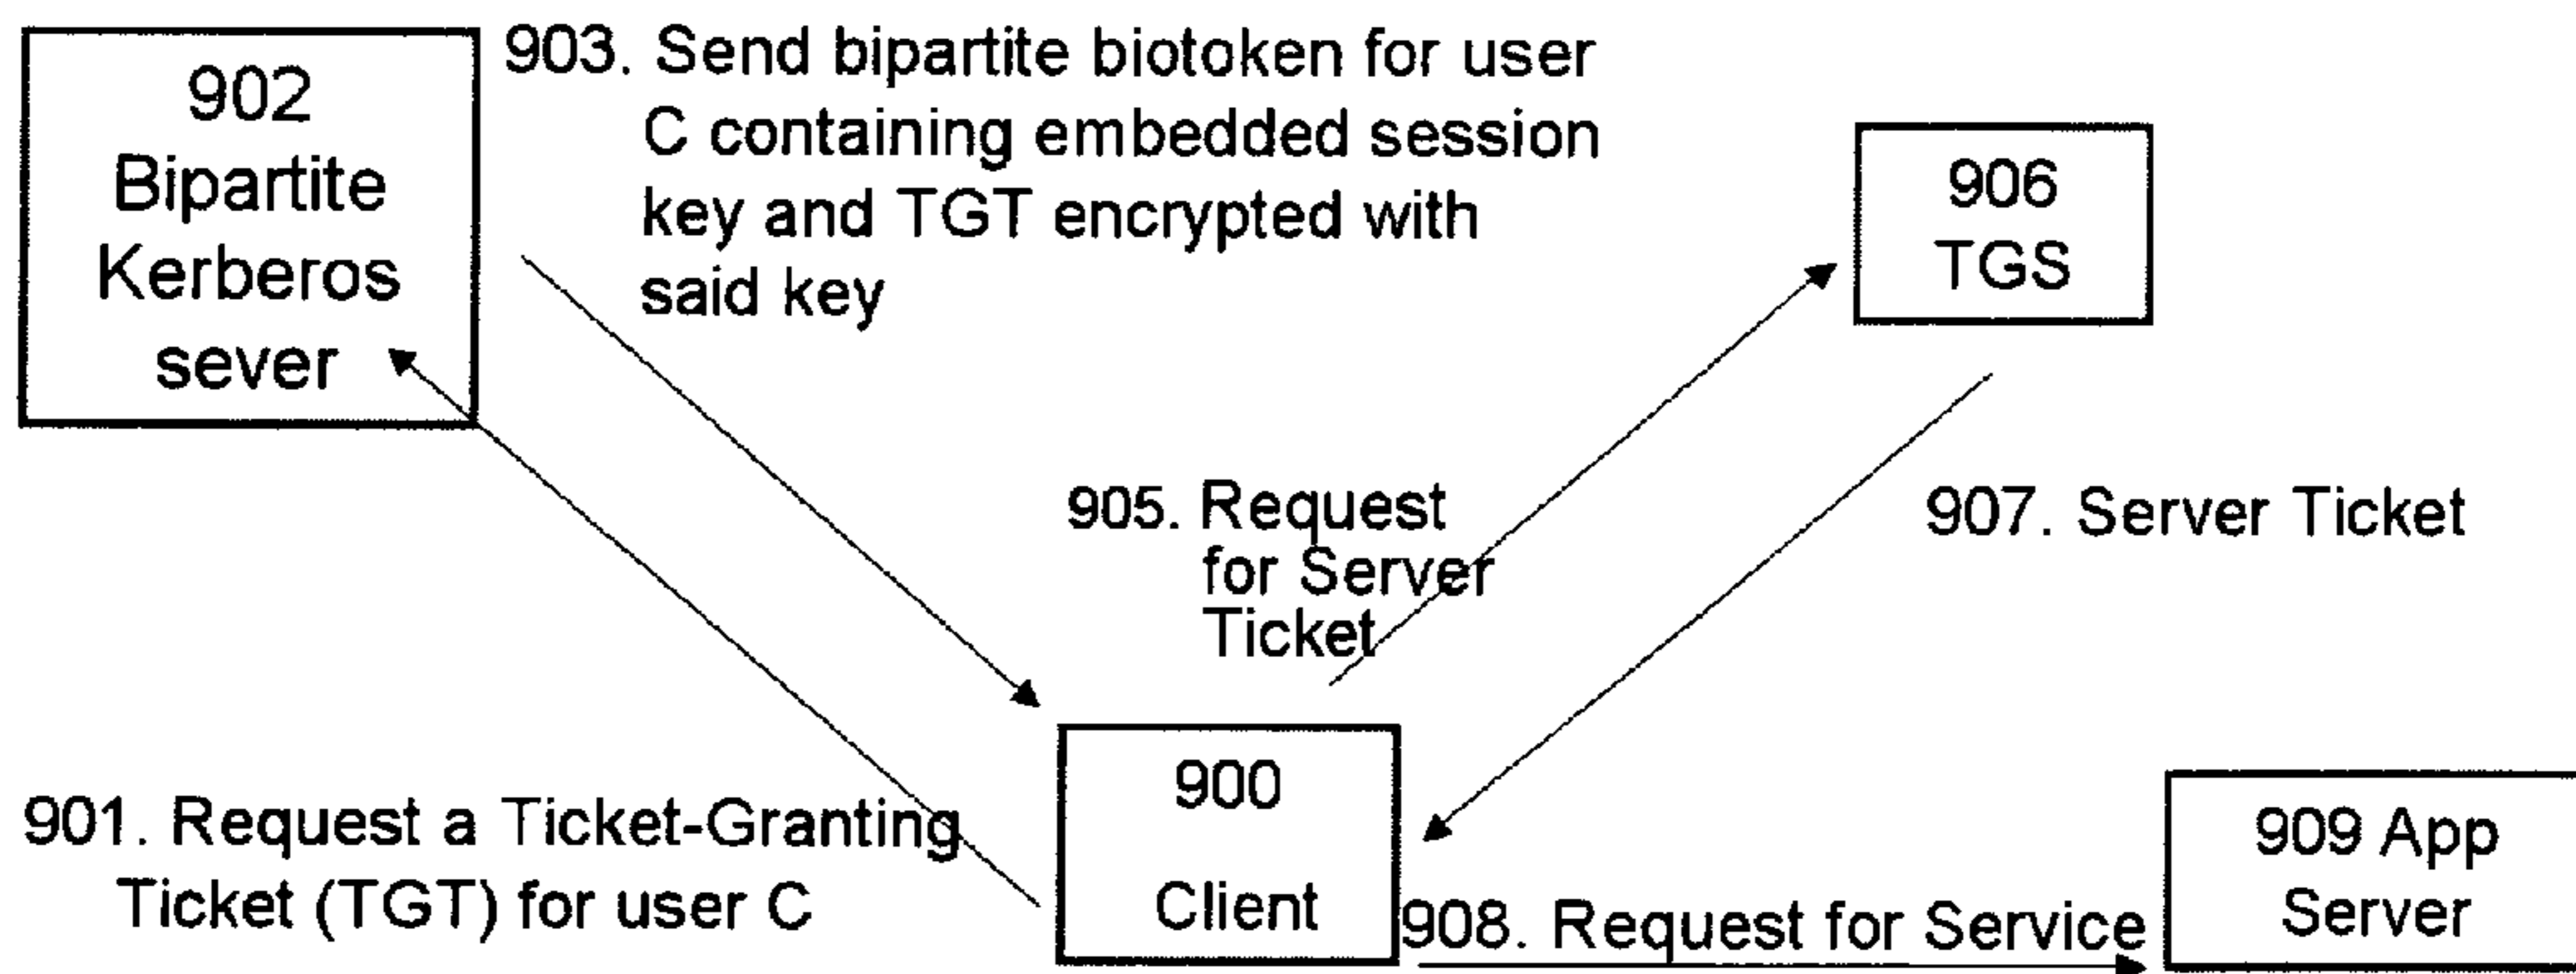 902
Bipartite
Kerberos
sever
903. Send bipartite biotoken for user
C containing embedded session
key and TGT encrypted with
said key
906
TGS
905. Request
for Server
Ticket
907. Server Ticket
901. Request a Ticket-Granting
Ticket (TGT) for user C
900
Client
908. Request for Service
909 App
Server